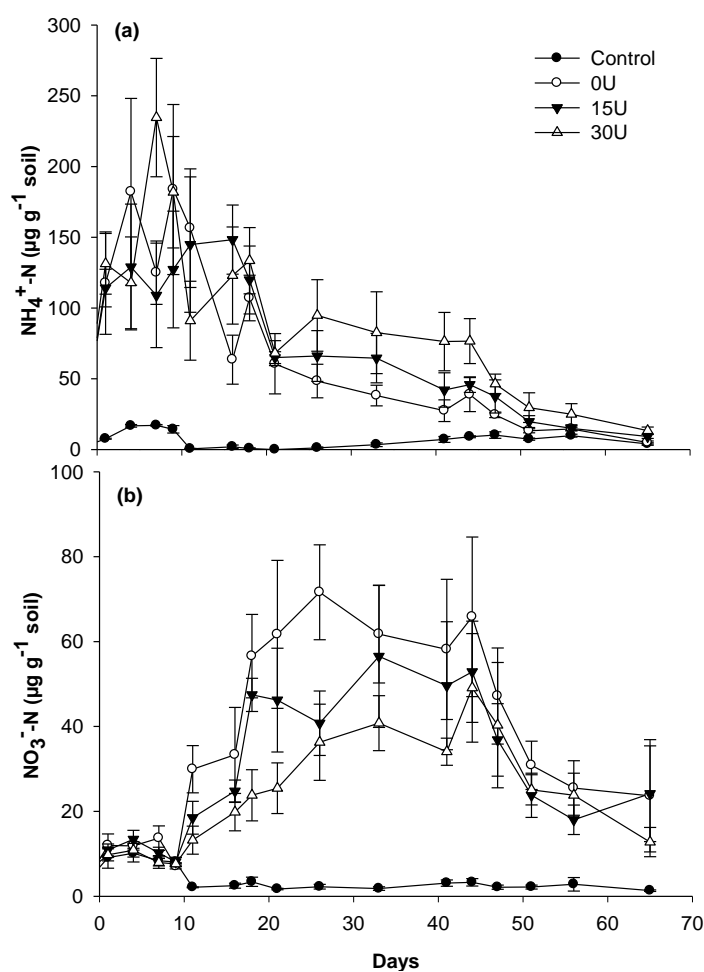 (a)
300
250
200
150
100
50
0
NH₄⁺-N (µg g⁻¹ soil)
Control
0U
15U
30U
(b)
100
80
60
40
20
0
NO₃⁻-N (µg g⁻¹ soil)
0 10 20 30 40 50 60 70
Days